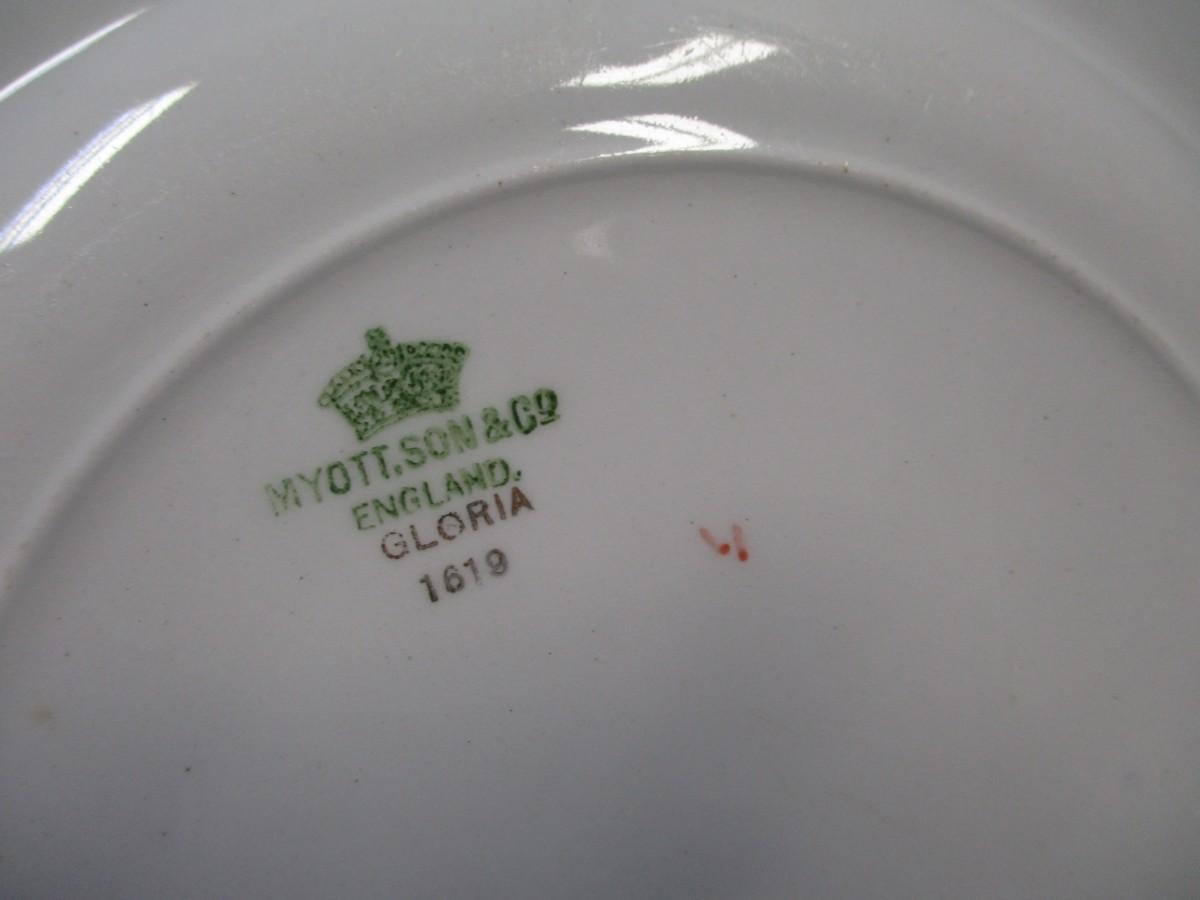 MYOTT.SON & Cº
ENGLAND.
GLORIA
1619